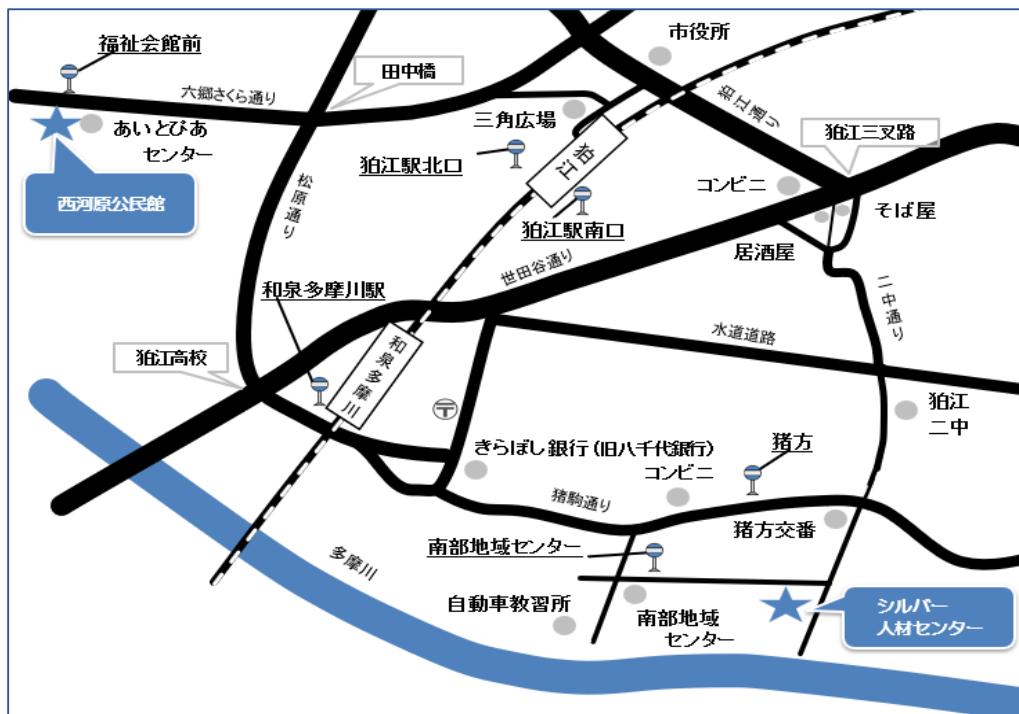 市役所
福祉会館前
田中橋
六郷さくら通り
狛江通り
三角広場
あいとぴあ
センター
狛江三叉路
狛江
狛江駅北口
コンビニ
西河原公民館
松原通り
そば屋
狛江駅南口
居酒屋
世田谷通り
二中通り
和泉多摩川駅
水道道路
狛江高校
和泉多摩川
狛江
二中
〒
きらぼし銀行(旧八千代銀行)
コンビニ
猪方
猪駒通り
猪方交番
南部地域センター
多摩川
自動車教習所
南部地域
センター
シルバー
人材センター